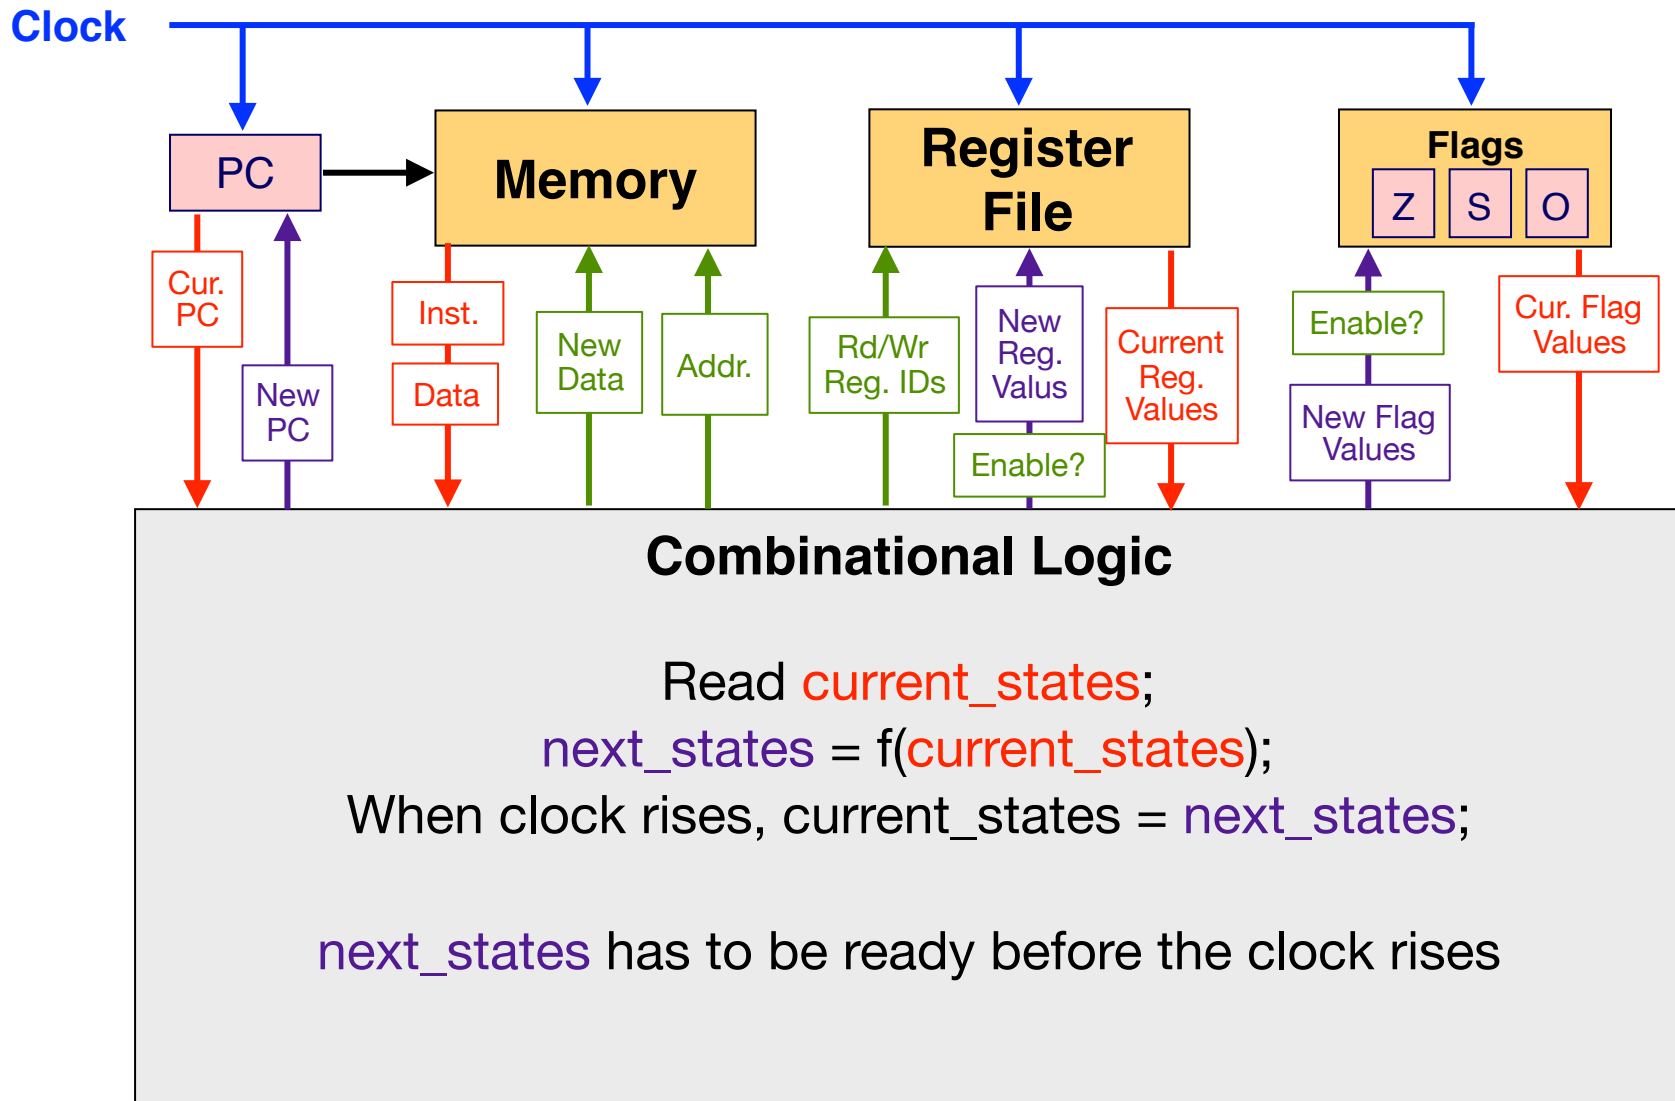 Clock
PC
Memory
Register
File
Flags
Z S O
Cur.
PC
New
PC
Inst.
Data
New
Data
Addr.
Rd/Wr
Reg. IDs
New
Reg.
Valus
Enable?
Current
Reg.
Values
Enable?
New Flag
Values
Cur. Flag
Values
Combinational Logic
Read current_states;
next_states = f(current_states);
When clock rises, current_states = next_states;
next_states has to be ready before the clock rises